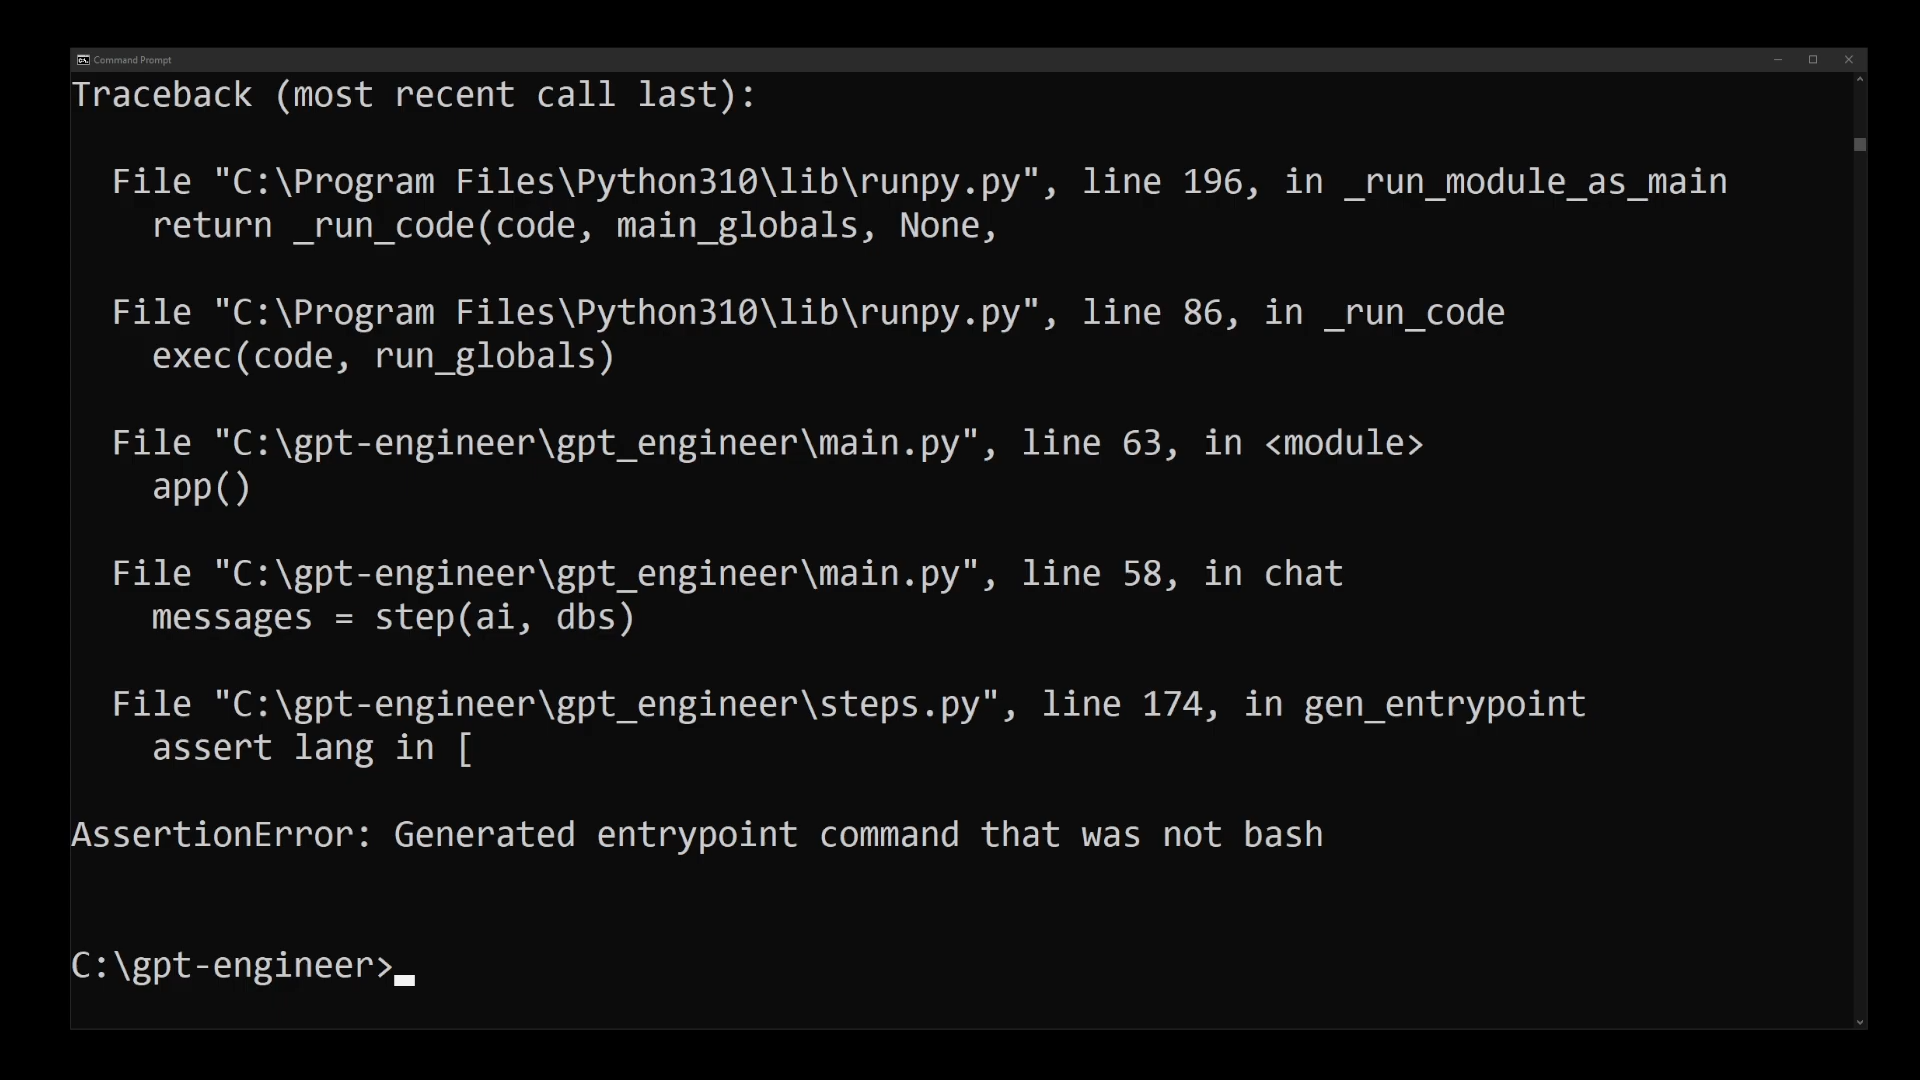 Command Prompt
Traceback (most recent call last):
File "C:\Program Files\Python310\lib\runpy.py", line 196, in _run_module_as_main
return _run_code(code, main_globals, None,
File "C:\Program Files\Python310\lib\runpy.py", line 86, in _run_code
exec(code, run_globals)
File "C:\gpt-engineer\gpt_engineer\main.py", line 63, in <module>
app()
File "C:\gpt-engineer\gpt_engineer\main.py", line 58, in chat
messages = step(ai, dbs)
File "C:\gpt-engineer\gpt_engineer\steps.py", line 174, in gen_entrypoint
assert lang in [
AssertionError: Generated entrypoint command that was not bash
C:\gpt-engineer>